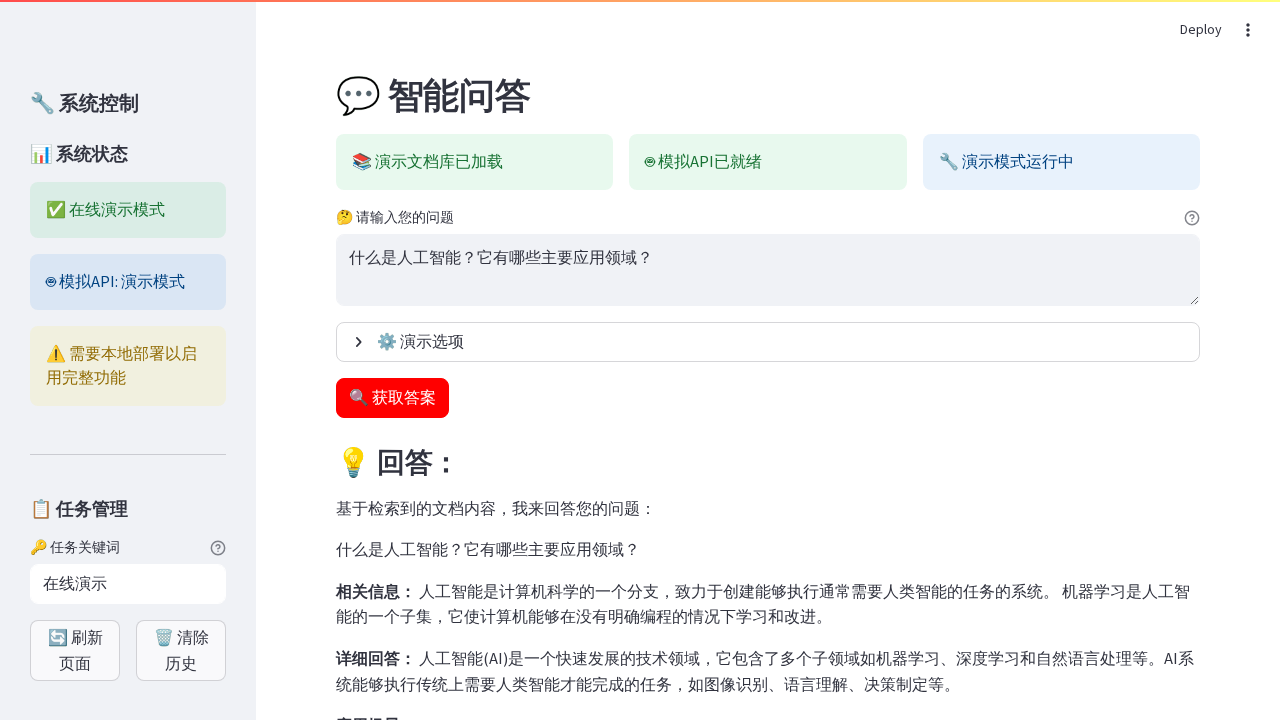 Deploy
🔧 系统控制
📊 系统状态
✅ 在线演示模式
模拟API: 演示模式
⚠️ 需要本地部署以启
用完整功能
📋 任务管理
🔑 任务关键词
在线演示
🔄 刷新
页面
🗑️ 清除
历史
💬 智能问答
📚 演示文档库已加载
模拟API已就绪
🔧 演示模式运行中
🤔 请输入您的问题
什么是人工智能？它有哪些主要应用领域？
⚙️ 演示选项
🔍 获取答案
💡 回答：
基于检索到的文档内容，我来回答您的问题：
什么是人工智能？它有哪些主要应用领域？
相关信息： 人工智能是计算机科学的一个分支，致力于创建能够执行通常需要人类智能的任务的系统。 机器学习是人工智
能的一个子集，它使计算机能够在没有明确编程的情况下学习和改进。
详细回答： 人工智能(AI)是一个快速发展的技术领域，它包含了多个子领域如机器学习、深度学习和自然语言处理等。AI系
统能够执行传统上需要人类智能才能完成的任务，如图像识别、语言理解、决策制定等。